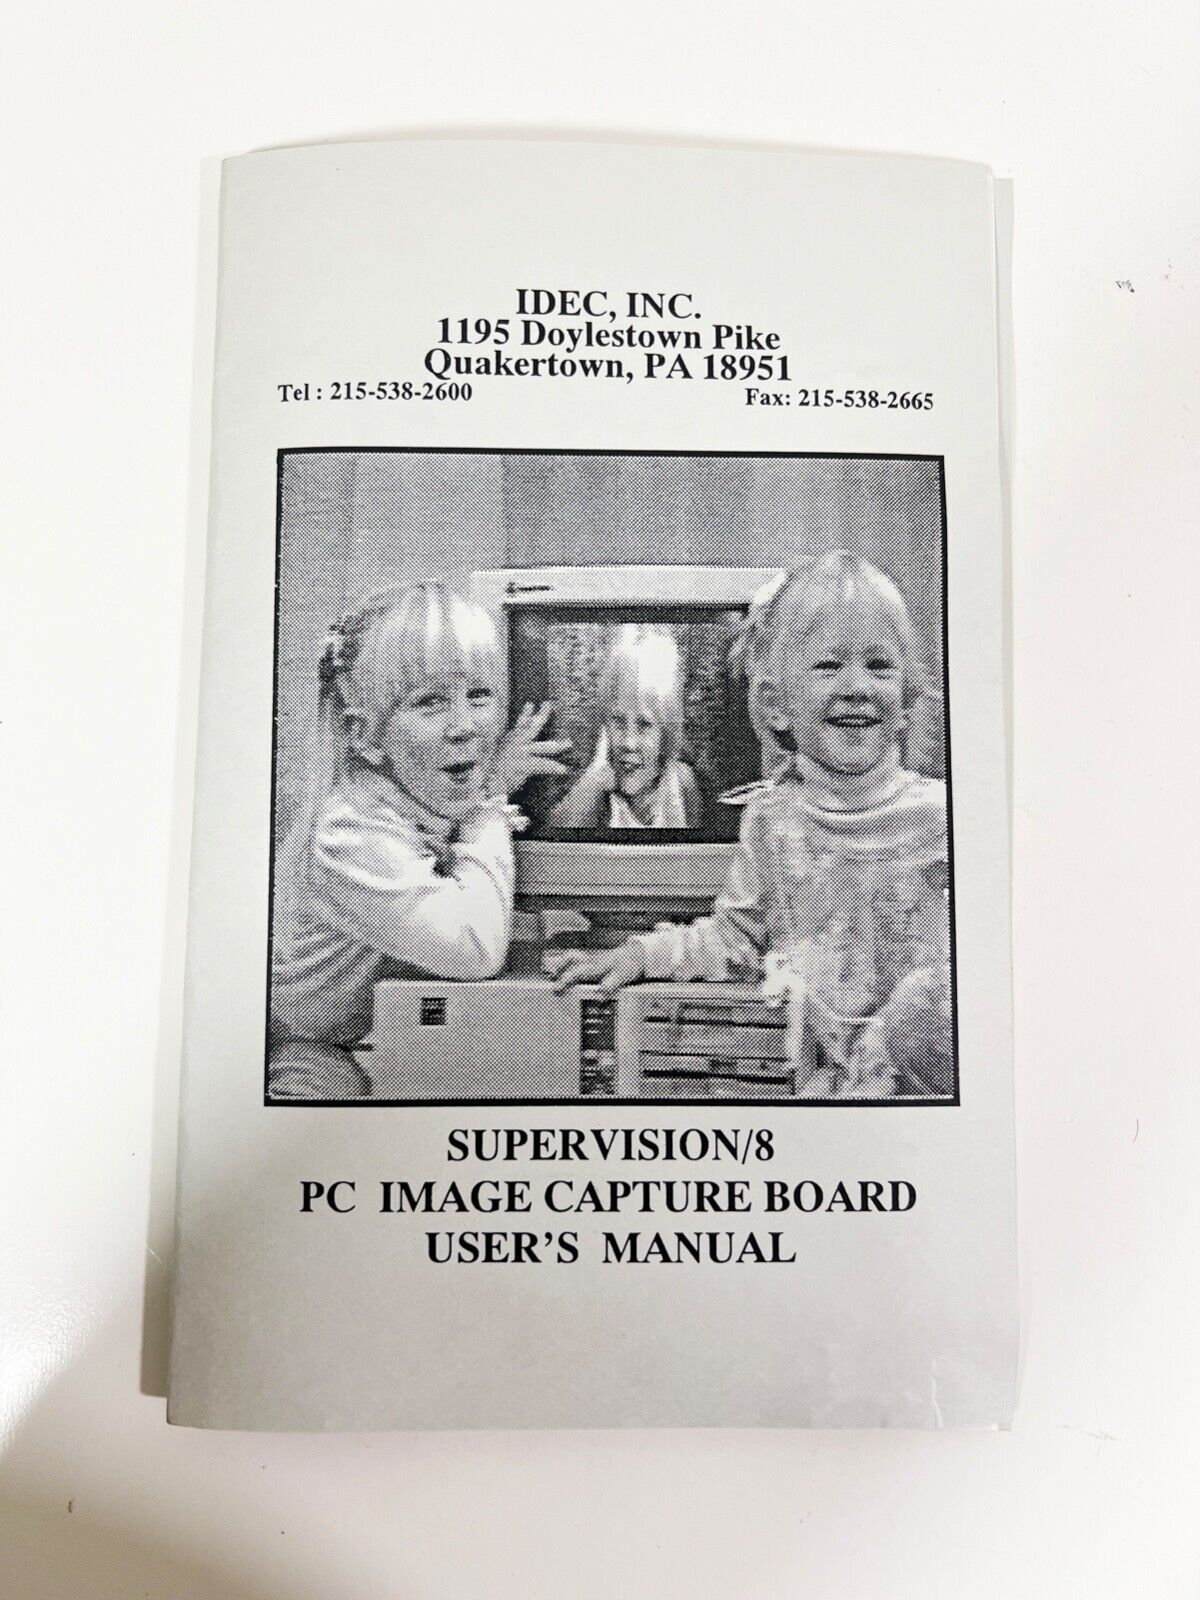 IDEC, INC.
1195 Doylestown Pike
Quakertown, PA 18951
Tel : 215-538-2600 Fax: 215-538-2665
SUPERVISION/8
PC IMAGE CAPTURE BOARD
USER'S MANUAL